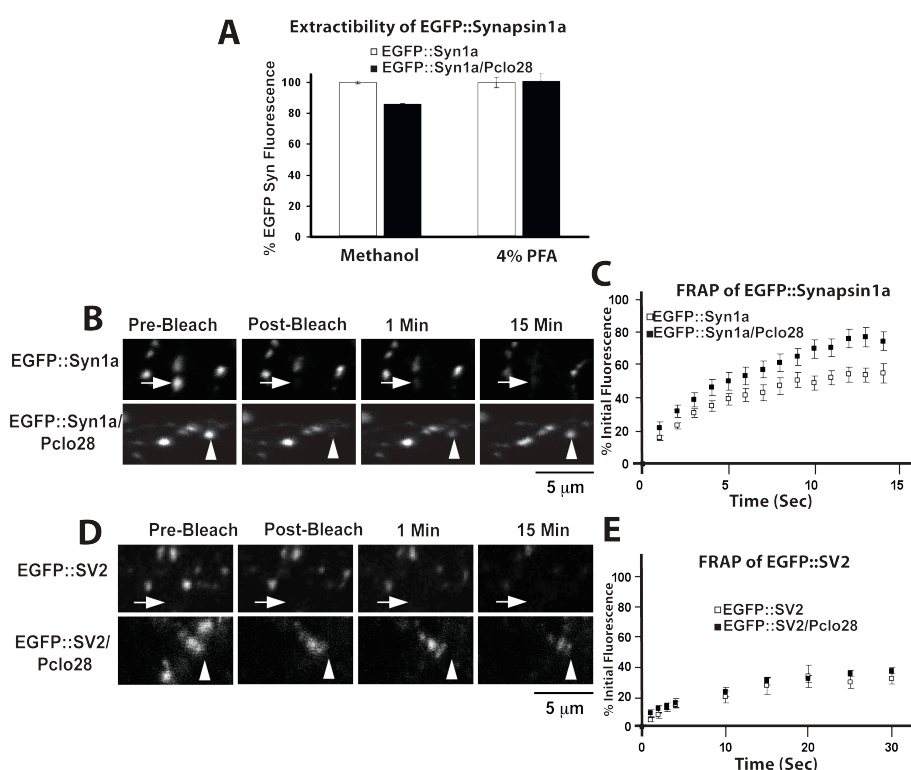 A
Extractibility of EGFP::Synapsin1a
EGFP::Syn1a
EGFP::Syn1a/Pclo28
% EGFP Syn Fluorescence
100
80
60
40
20
0
Methanol
4% PFA
B
Pre-Bleach Post-Bleach 1 Min 15 Min
EGFP::Syn1a
EGFP::Syn1a/
Pclo28
5 μm
C
FRAP of EGFP::Synapsin1a
EGFP::Syn1a
EGFP::Syn1a/Pclo28
% Initial Fluorescence
100
80
60
40
20
0
0 5 10 15
Time (Sec)
D
Pre-Bleach Post-Bleach 1 Min 15 Min
EGFP::SV2
EGFP::SV2/
Pclo28
5 μm
E
FRAP of EGFP::SV2
EGFP::SV2
EGFP::SV2/Pclo28
% Initial Fluorescence
100
80
60
40
20
0
0 10 20 30
Time (Sec)